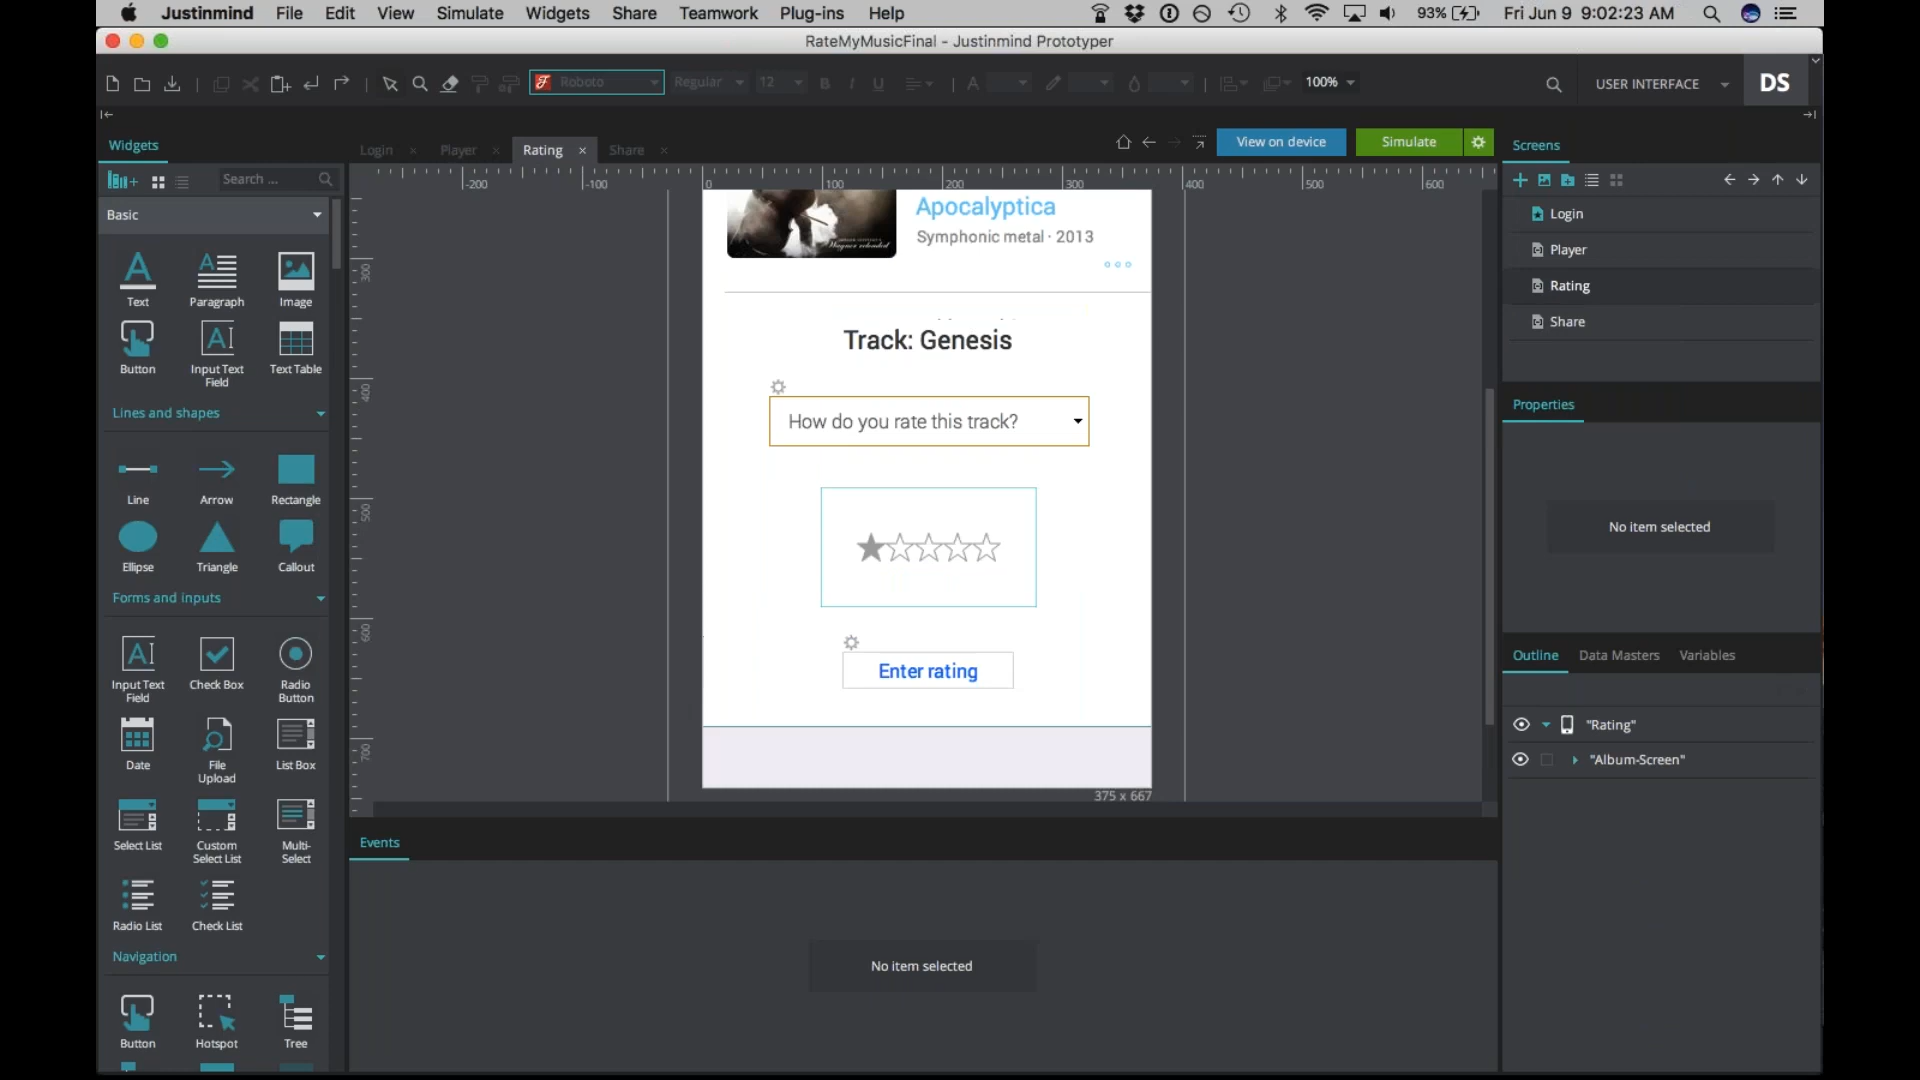 Justinmind File Edit View Simulate Widgets Share Teamwork Plug-ins Help 93% Fri Jun 9 9:02:23 AM
RateMyMusicFinal - Justinmind Prototyper
Roboto Regular 12 B I U A 100% USER INTERFACE DS
Widgets
Login × Player × Rating × Share ×
View on device Simulate
Screens
Search ...
-200 -100 0 100 200 300 400 500 600
Basic
Text Paragraph Image
Button Input Text Field Text Table
Lines and shapes
Line Arrow Rectangle
Ellipse Triangle Callout
Forms and inputs
Input Text Field Check Box Radio Button
Date File Upload List Box
Select List Custom Select List Multi-Select
Radio List Check List
Navigation
Button Hotspot Tree
300
400
500
600
700
Apocalyptica
Symphonic metal · 2013
Track: Genesis
How do you rate this track?
Enter rating
375 x 667
Events
No item selected
Login
Player
Rating
Share
Properties
No item selected
Outline Data Masters Variables
"Rating"
"Album-Screen"